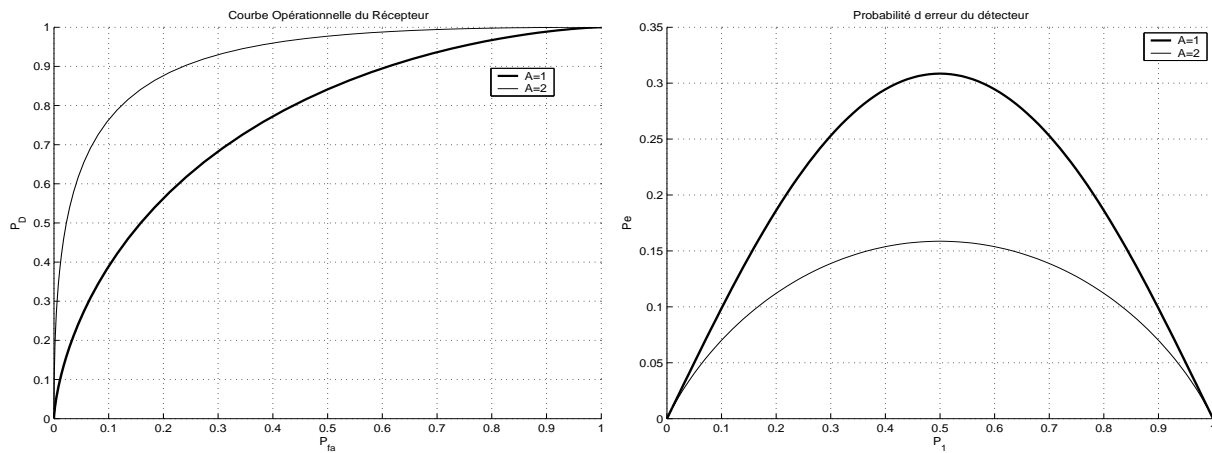 Courbe Opérationnelle du Récepteur
1
0.9
0.8
0.7
0.6
0.5
0.4
0.3
0.2
0.1
0
P_D
A=1
A=2
0 0.1 0.2 0.3 0.4 0.5 0.6 0.7 0.8 0.9 1
P_fa
Probabilité d erreur du détecteur
0.35
0.3
0.25
0.2
0.15
0.1
0.05
0
Pe
A=1
A=2
0 0.1 0.2 0.3 0.4 0.5 0.6 0.7 0.8 0.9 1
P_1